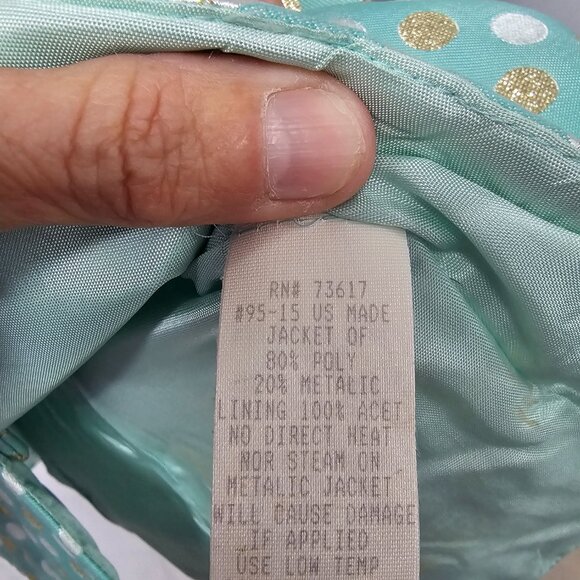 RN# 73617
#95-15 US MADE
JACKET OF
80% POLY
20% METALIC
LINING 100% ACET
NO DIRECT HEAT
NOR STEAM ON
METALIC JACKET
WILL CAUSE DAMAGE
IF APPLIED
USE LOW TEMP